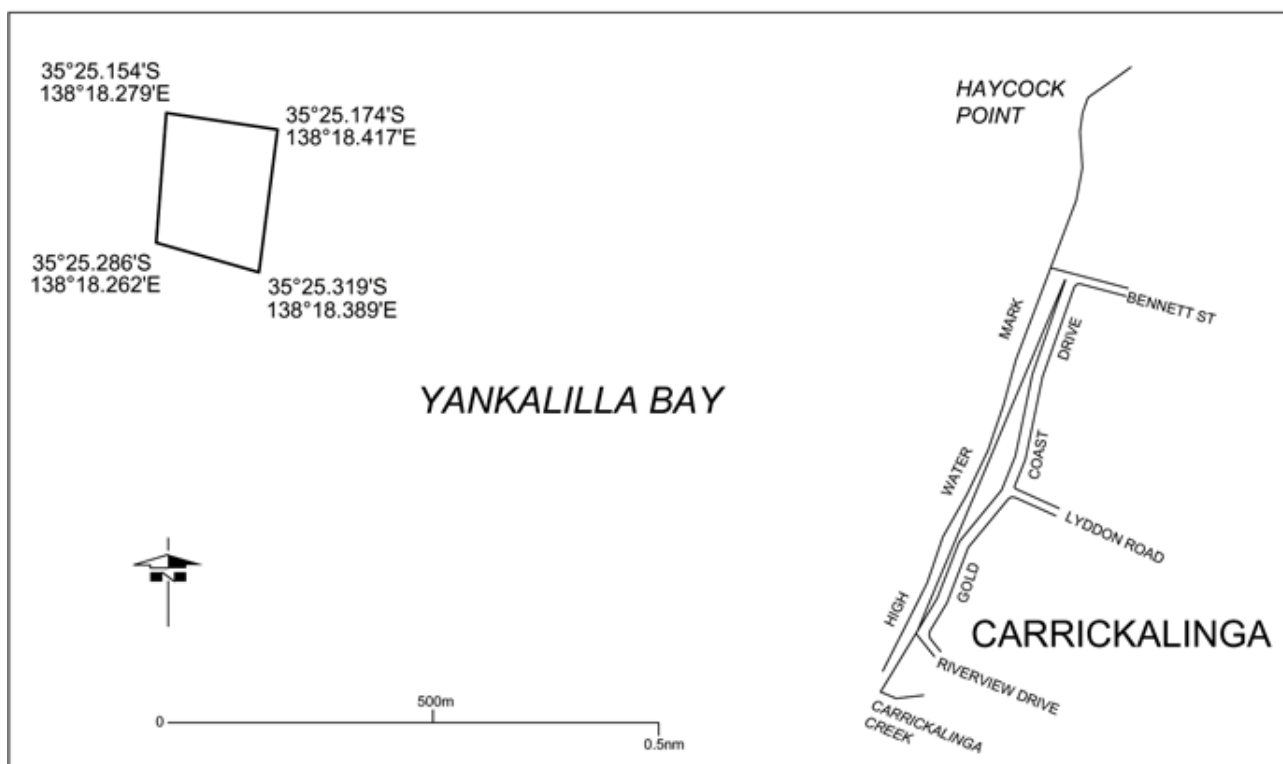 35°25.154'S
138°18.279'E
35°25.174'S
138°18.417'E
35°25.286'S
138°18.262'E
35°25.319'S
138°18.389'E
HAYCOCK
POINT
YANKALILLA BAY
HIGH WATER MARK
BENNETT ST
GOLD COAST DRIVE
LYDDON ROAD
CARRICKALINGA
RIVERVIEW DRIVE
CARRICKALINGA
CREEK
N
0
500m
0.5nm